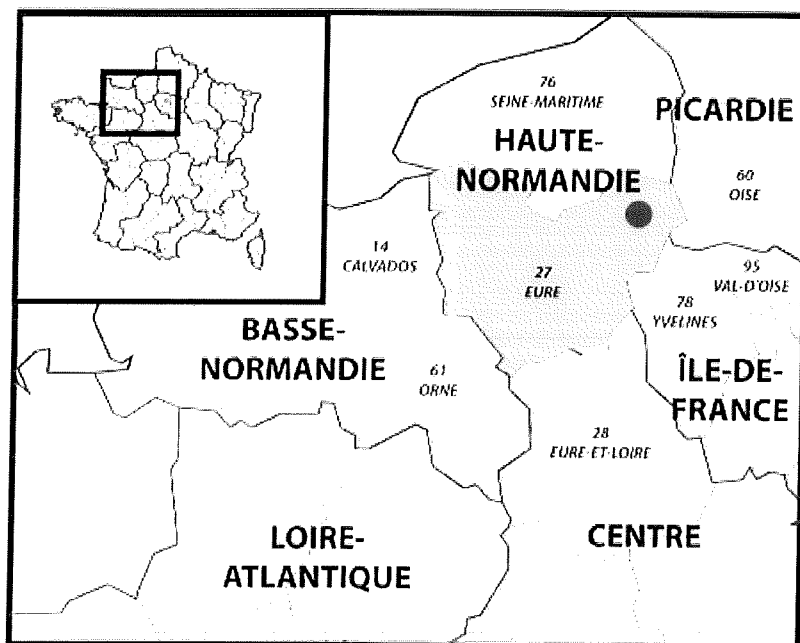 76
SEINE-MARITIME
PICARDIE
HAUTE-
NORMANDIE
60
OISE
14
CALVADOS
27
EURE
95
VAL-D'OISE
78
YVELINES
BASSE-
NORMANDIE
61
ORNE
ÎLE-DE-
FRANCE
28
EURE-ET-LOIRE
LOIRE-
ATLANTIQUE
CENTRE